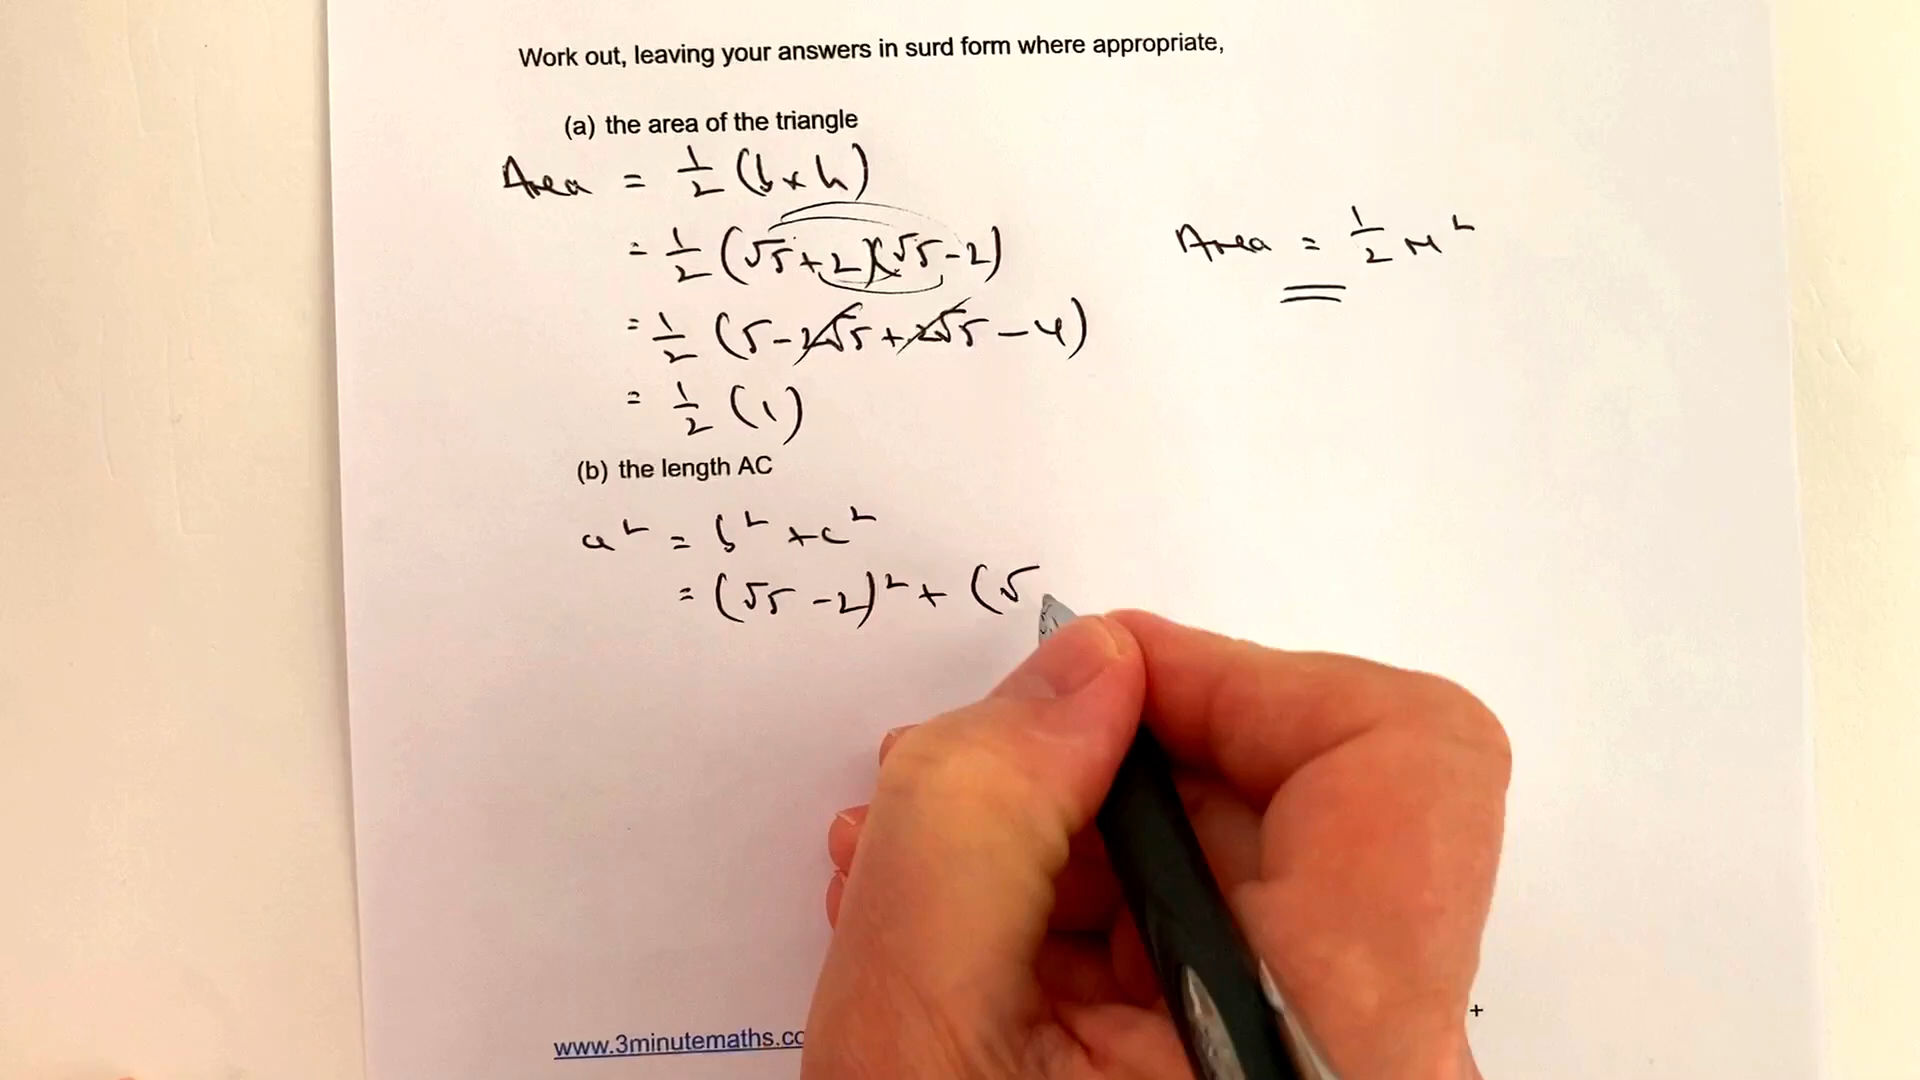 Work out, leaving your answers in surd form where appropriate,
(a) the area of the triangle
Area = 1/2 (b × h)
= 1/2 (√5 + 2)(√5 - 2)
= 1/2 (5 - 2√5 + 2√5 - 4)
= 1/2 (1)
Area = 1/2 M²
(b) the length AC
a² = b² + c²
= (√5 - 2)² + (√
www.3minutemaths.co
+